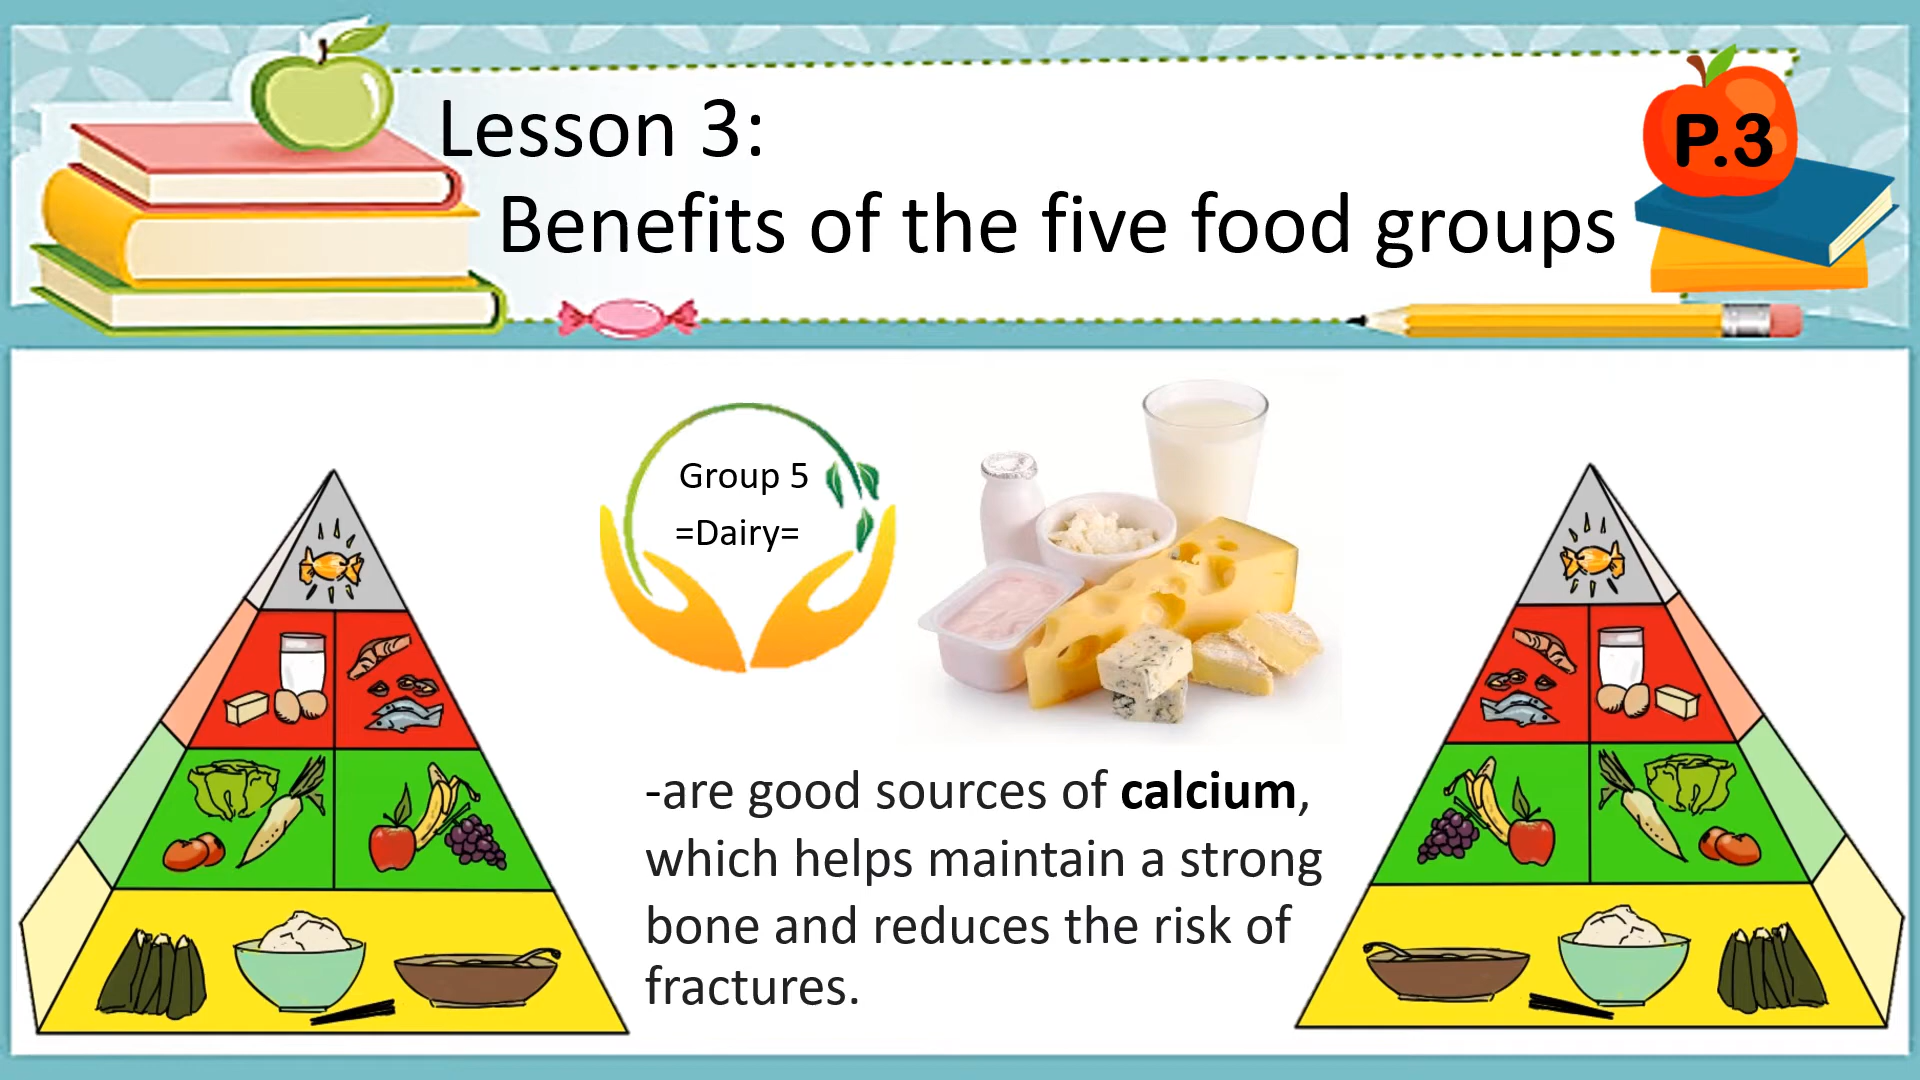 Lesson 3:
Benefits of the five food groups
P.3
Group 5
=Dairy=
-are good sources of calcium,
which helps maintain a strong
bone and reduces the risk of
fractures.